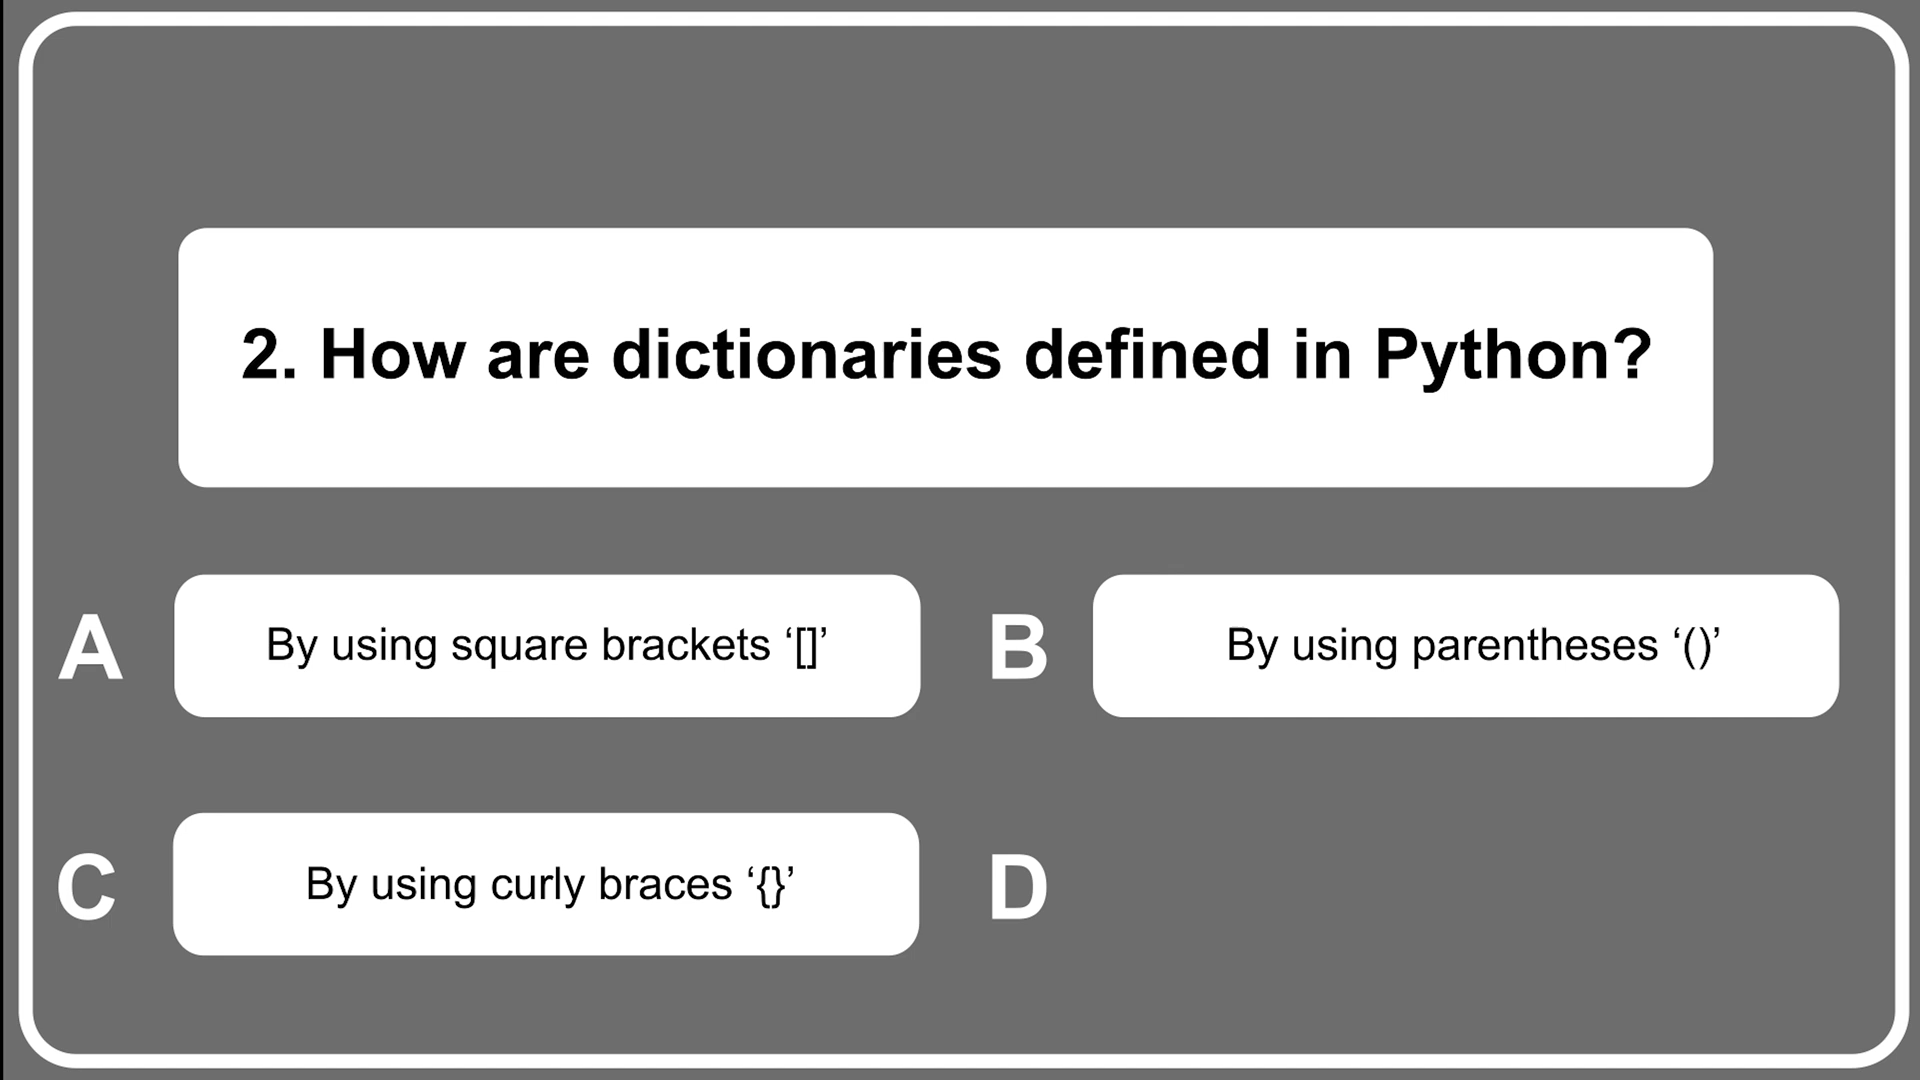 2. How are dictionaries defined in Python?
A By using square brackets ‘[]’
B By using parentheses ‘()’
C By using curly braces ‘{}’
D